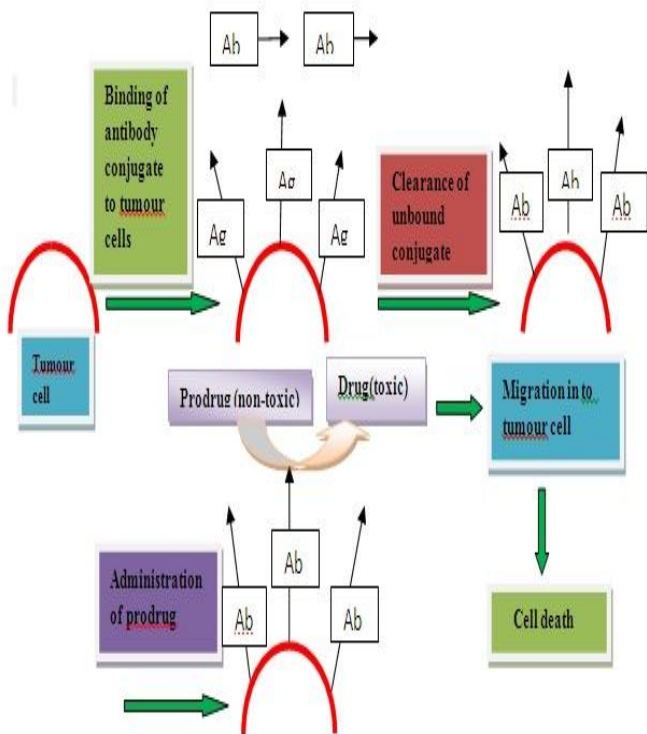 Ab
Ab
Binding of
antibody
conjugate
to tumour
cells
Ag
Ag
Ag
Clearance of
unbound
conjugate
Ab
Ab
Ab
Tumour
cell
Prodrug (non-toxic)
Drug(toxic)
Migration in to
tumour cell
Administration
of prodrug
Ab
Ab
Ab
Cell death